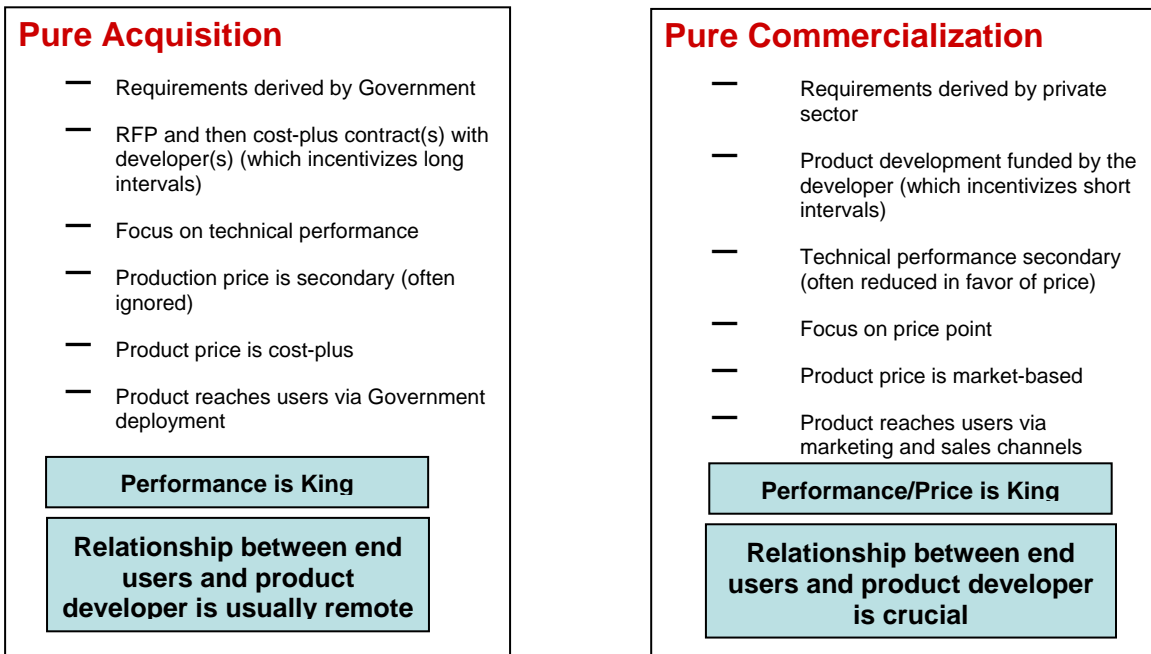 Pure Acquisition
— Requirements derived by Government
— RFP and then cost-plus contract(s) with
developer(s) (which incentivizes long
intervals)
— Focus on technical performance
— Production price is secondary (often
ignored)
— Product price is cost-plus
— Product reaches users via Government
deployment
Performance is King
Relationship between end
users and product
developer is usually remote
Pure Commercialization
— Requirements derived by private
sector
— Product development funded by the
developer (which incentivizes short
intervals)
— Technical performance secondary
(often reduced in favor of price)
— Focus on price point
— Product price is market-based
— Product reaches users via
marketing and sales channels
Performance/Price is King
Relationship between end
users and product developer
is crucial